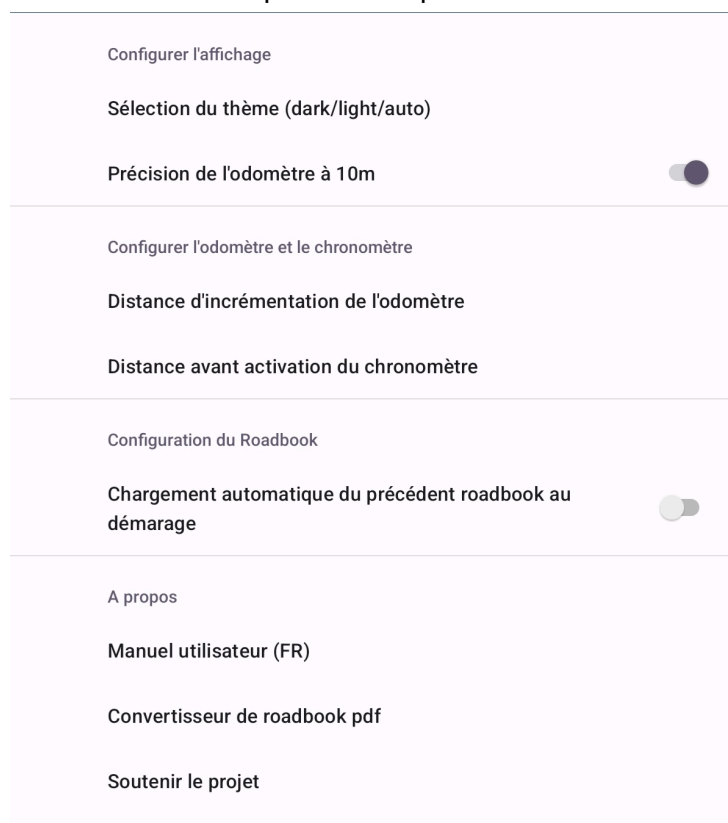 Configurer l'affichage
Sélection du thème (dark/light/auto)
Précision de l'odomètre à 10m
Configurer l'odomètre et le chronomètre
Distance d'incrémentation de l'odomètre
Distance avant activation du chronomètre
Configuration du Roadbook
Chargement automatique du précédent roadbook au
démarage
A propos
Manuel utilisateur (FR)
Convertisseur de roadbook pdf
Soutenir le projet